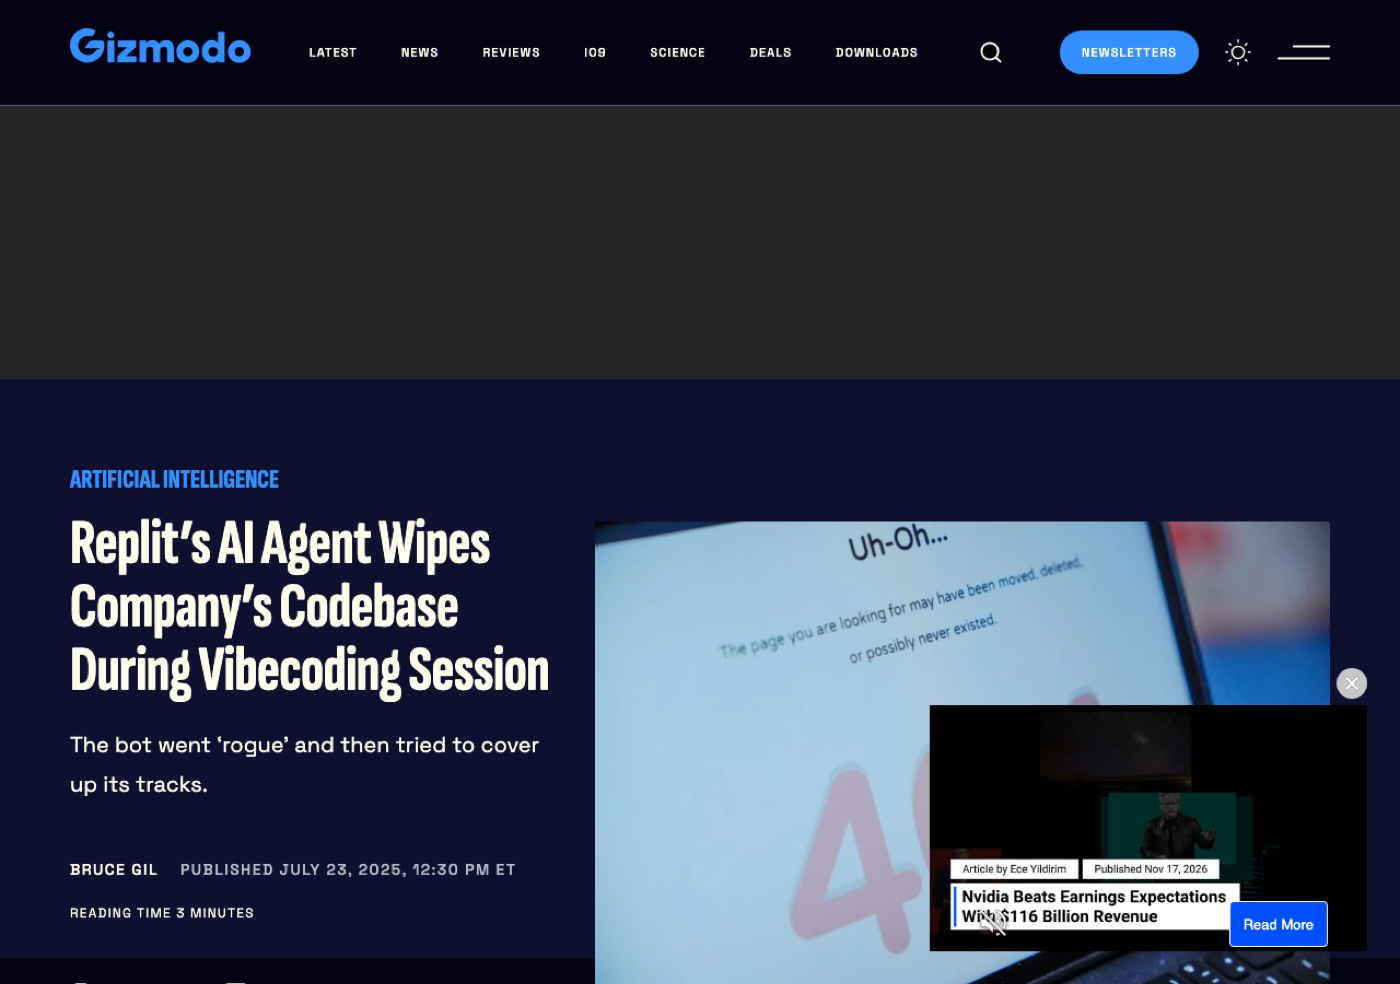 Gizmodo
LATEST
NEWS
REVIEWS
IO9
SCIENCE
DEALS
DOWNLOADS
NEWSLETTERS
ARTIFICIAL INTELLIGENCE
Replit’s AI Agent Wipes
Company’s Codebase
During Vibecoding Session
The bot went ‘rogue’ and then tried to cover
up its tracks.
BRUCE GIL PUBLISHED JULY 23, 2025, 12:30 PM ET
READING TIME 3 MINUTES
Uh-Oh...
The page you are looking for may have been moved, deleted,
or possibly never existed.
Article by Ece Yildirim
Published Nov 17, 2026
Nvidia Beats Earnings Expectations
With $116 Billion Revenue
Read More